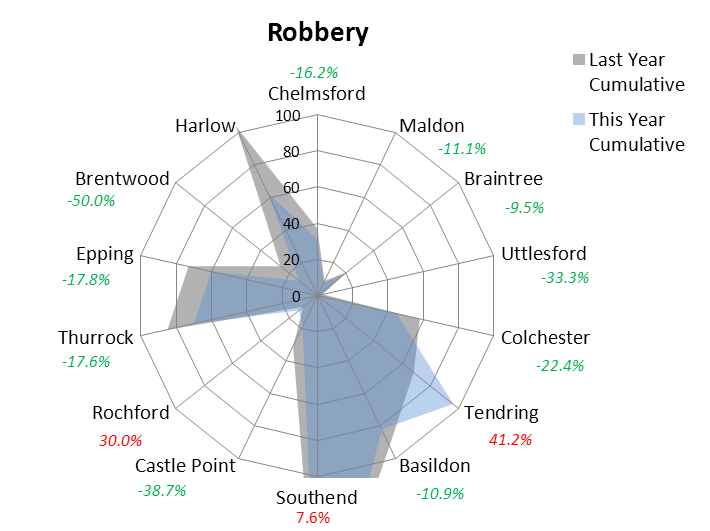 Robbery
Last Year
Cumulative
This Year
Cumulative
-16.2%
Chelmsford
100
80
60
40
20
0
Maldon
-11.1%
Braintree
-9.5%
Uttlesford
-33.3%
Colchester
-22.4%
Tendring
41.2%
Basildon
-10.9%
Southend
7.6%
Castle Point
-38.7%
Rochford
30.0%
Thurrock
-17.6%
Epping
-17.8%
Brentwood
-50.0%
Harlow